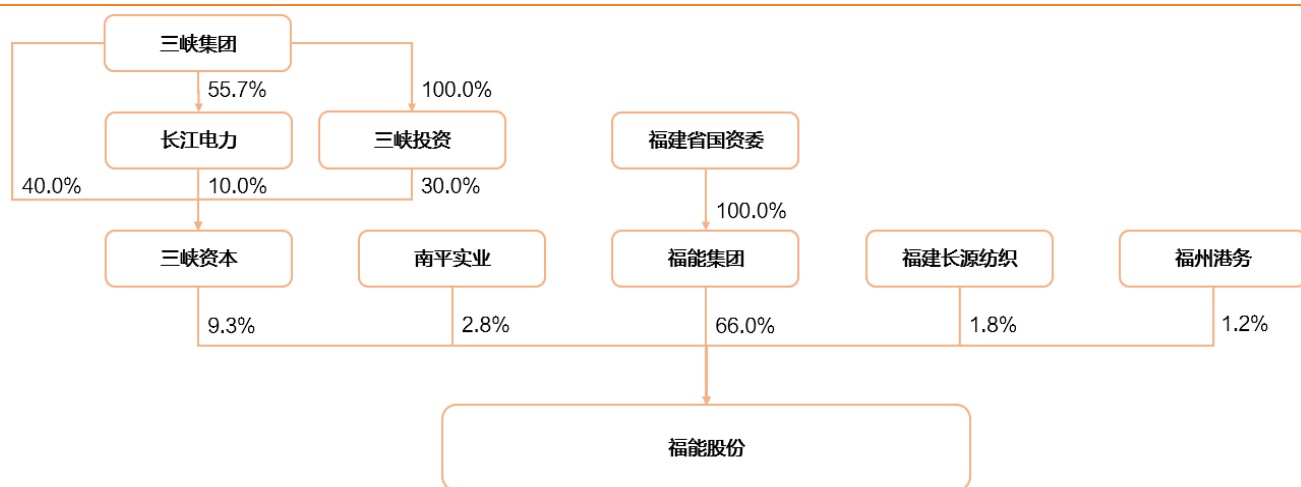 三峡集团
55.7%
100.0%
长江电力
三峡投资
福建省国资委
40.0%
10.0%
30.0%
100.0%
三峡资本
南平实业
福能集团
福建长源纺织
福州港务
9.3%
2.8%
66.0%
1.8%
1.2%
福能股份